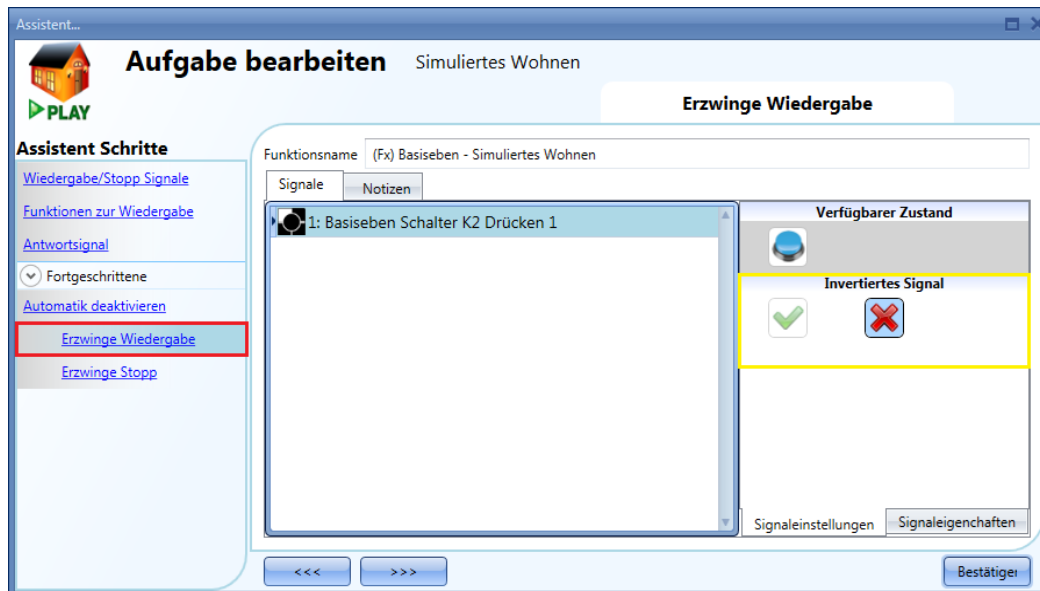 Assistent...
Aufgabe bearbeiten Simuliertes Wohnen
PLAY
Erzwinge Wiedergabe
Assistent Schritte
Wiedergabe/Stopp Signale
Funktionen zur Wiedergabe
Antwortsignal
Fortgeschrittene
Automatik deaktivieren
Erzwinge Wiedergabe
Erzwinge Stopp
Funktionsname (Fx) Basiseben - Simuliertes Wohnen
Signale Notizen
1: Basiseben Schalter K2 Drücken 1
Verfügbarer Zustand
Invertiertes Signal
Signaleinstellungen Signaleigenchaften
<<< >>> Bestätiger